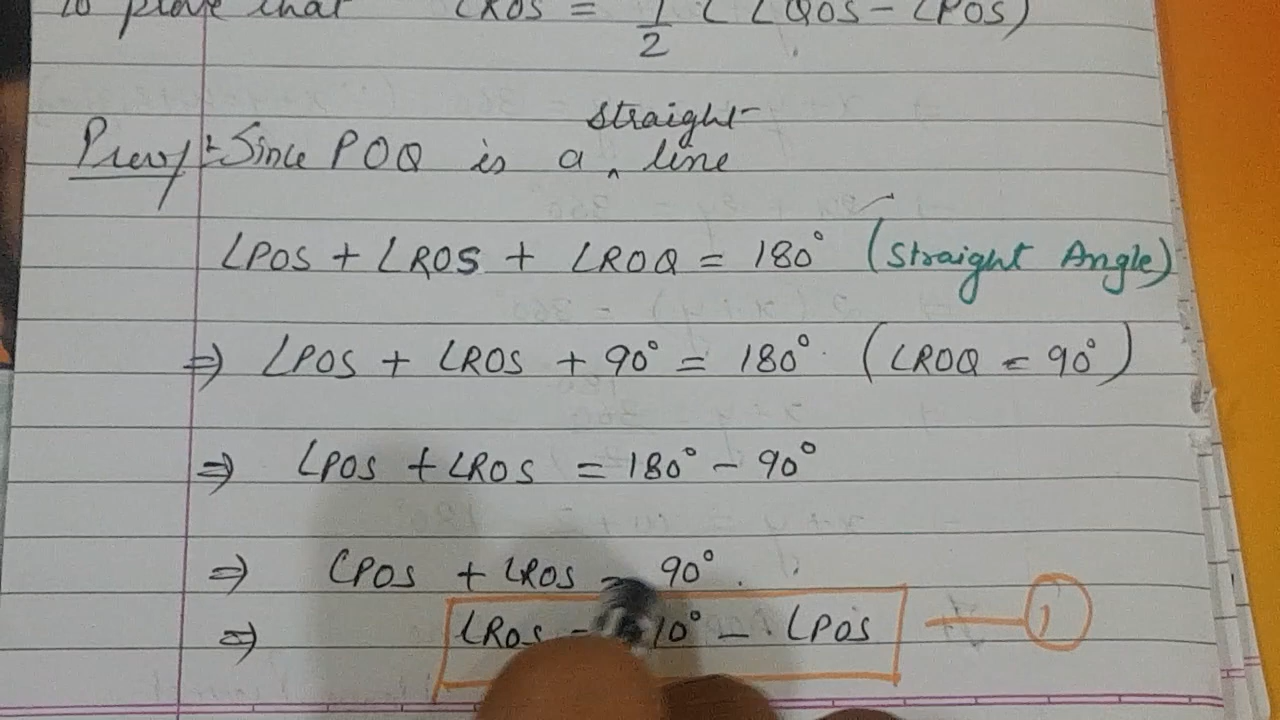 To prove that ∠ROS = 1/2 (∠QOS - ∠POS)
straight
Proof:- Since POQ is a ‸ line
∠POS + ∠ROS + ∠ROQ = 180° (Straight Angle)
⇒ ∠POS + ∠ROS + 90° = 180° (∠ROQ = 90°)
⇒ ∠POS + ∠ROS = 180° - 90°
⇒ ∠POS + ∠ROS = 90°.
⇒ ∠ROS = 0° - ∠POS — 1